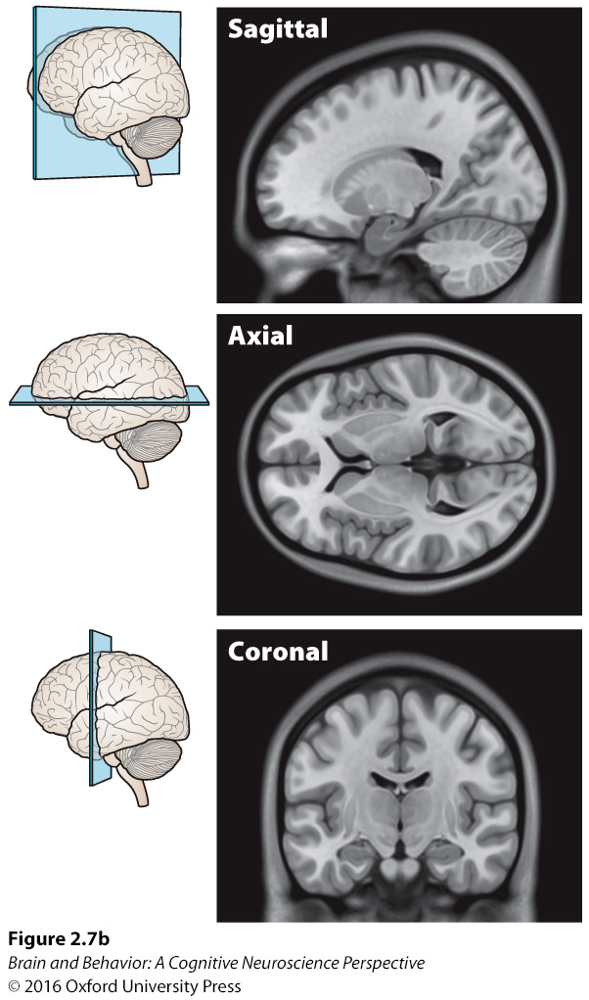 Sagittal
Axial
Coronal
Figure 2.7b
Brain and Behavior: A Cognitive Neuroscience Perspective
© 2016 Oxford University Press